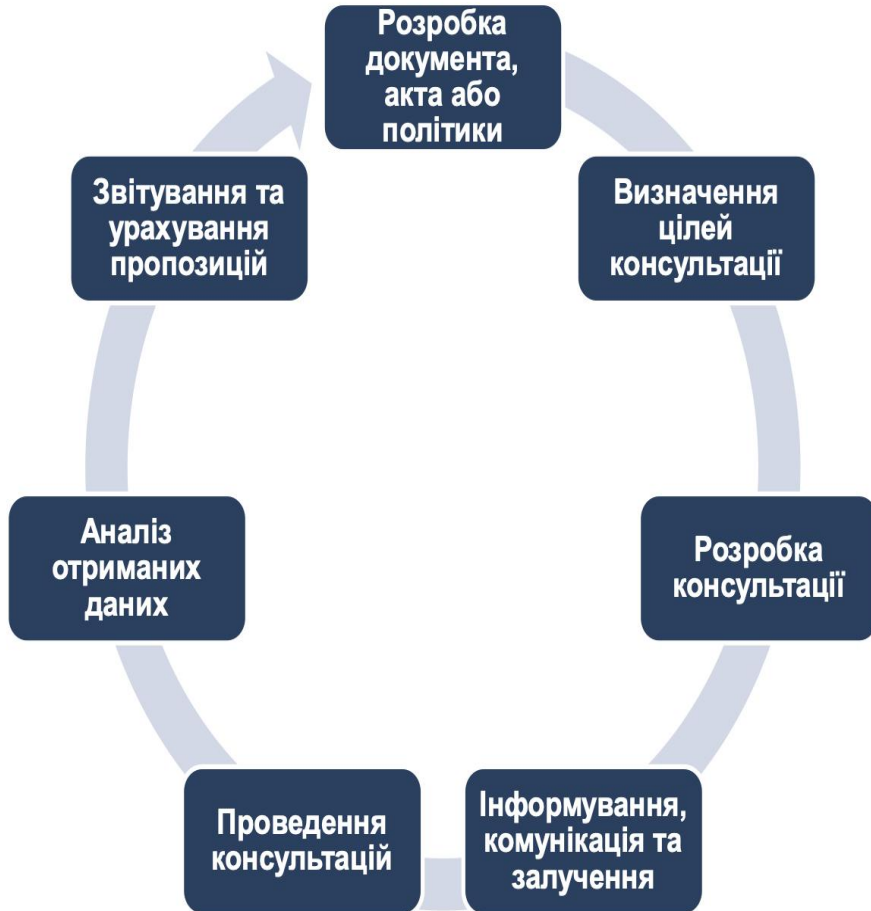 Розробка
документа,
акта або
політики
Визначення
цілей
консультації
Розробка
консультації
Інформування,
комунікація та
залучення
Проведення
консультацій
Аналіз
отриманих
даних
Звітування та
урахування
пропозицій